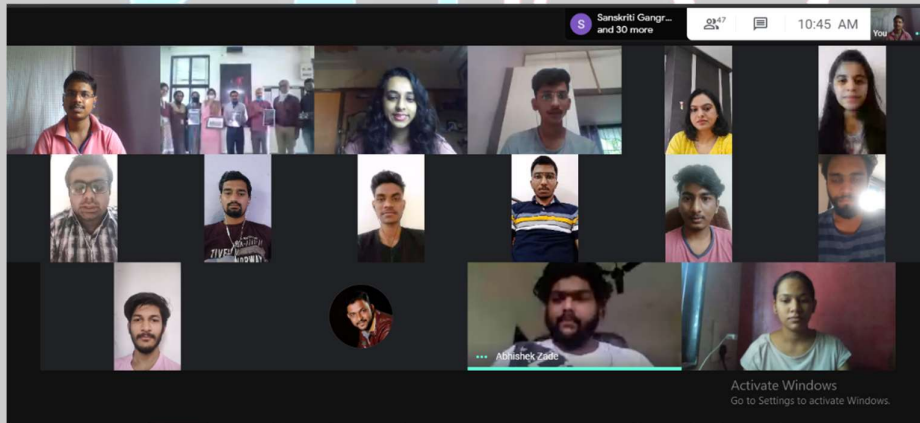 S
Sanskriti Gangr...
and 30 more
47
10:45 AM
You
Abhishek Zade
Activate Windows
Go to Settings to activate Windows.